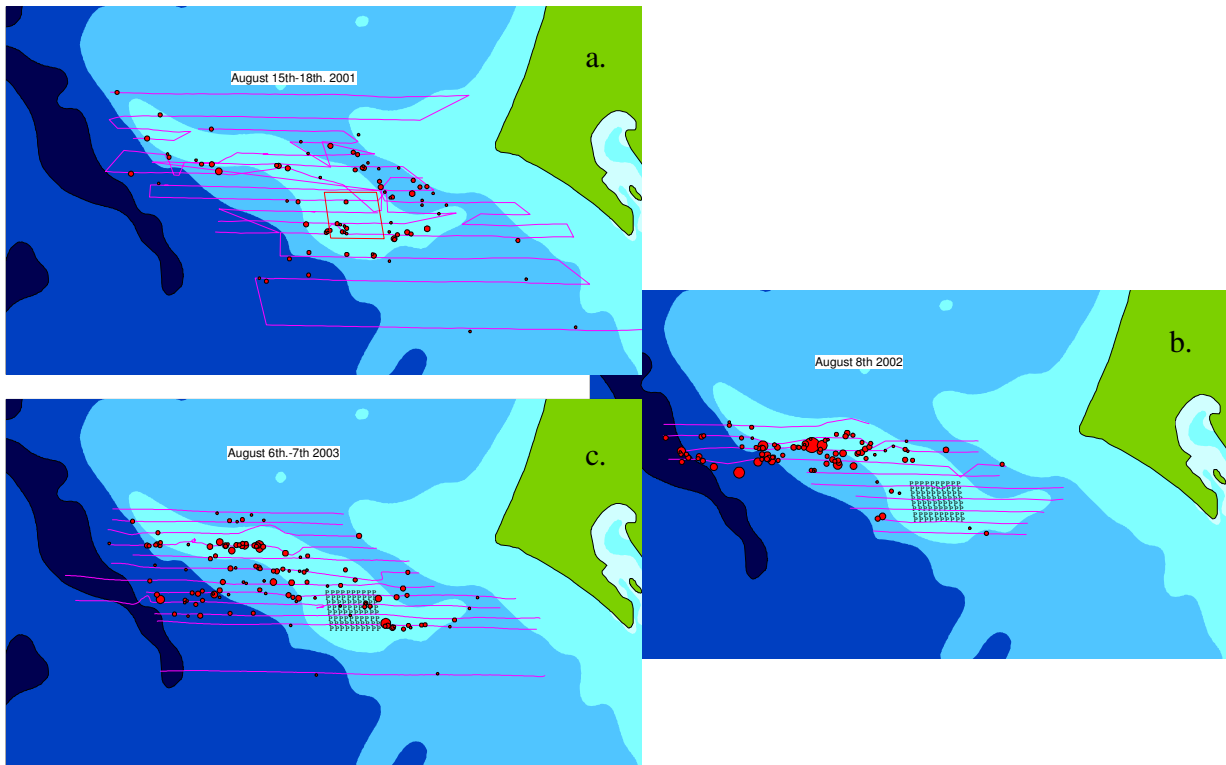 a.
August 15th-18th. 2001
b.
August 8th 2002
c.
August 6th.-7th 2003